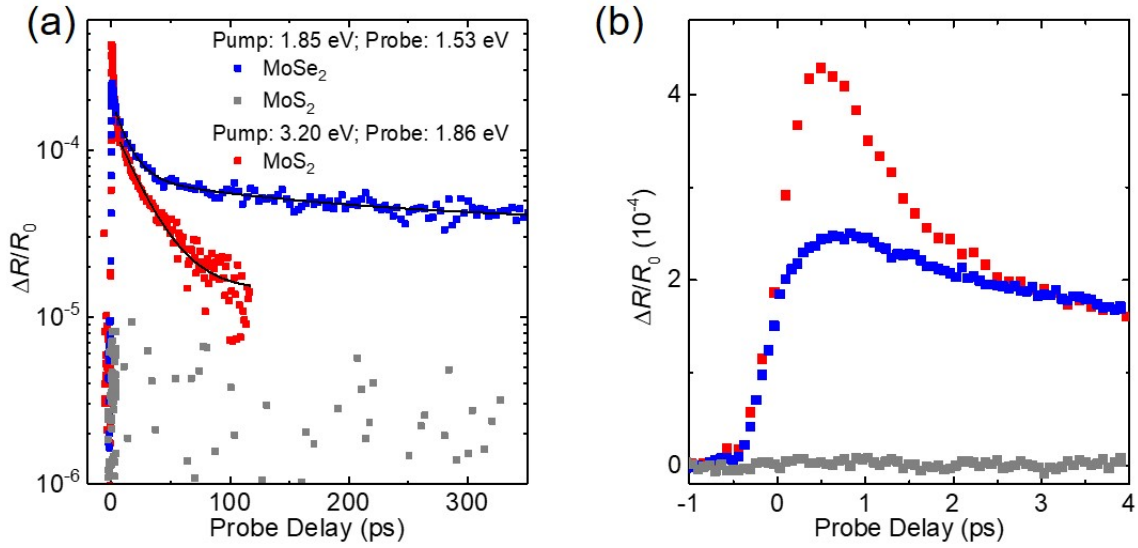 (a)
Pump: 1.85 eV; Probe: 1.53 eV
MoSe₂
MoS₂
Pump: 3.20 eV; Probe: 1.86 eV
MoS₂
10⁻⁴
10⁻⁵
10⁻⁶
ΔR/R₀
0 100 200 300
Probe Delay (ps)
(b)
4
2
0
ΔR/R₀ (10⁻⁴)
-1 0 1 2 3 4
Probe Delay (ps)